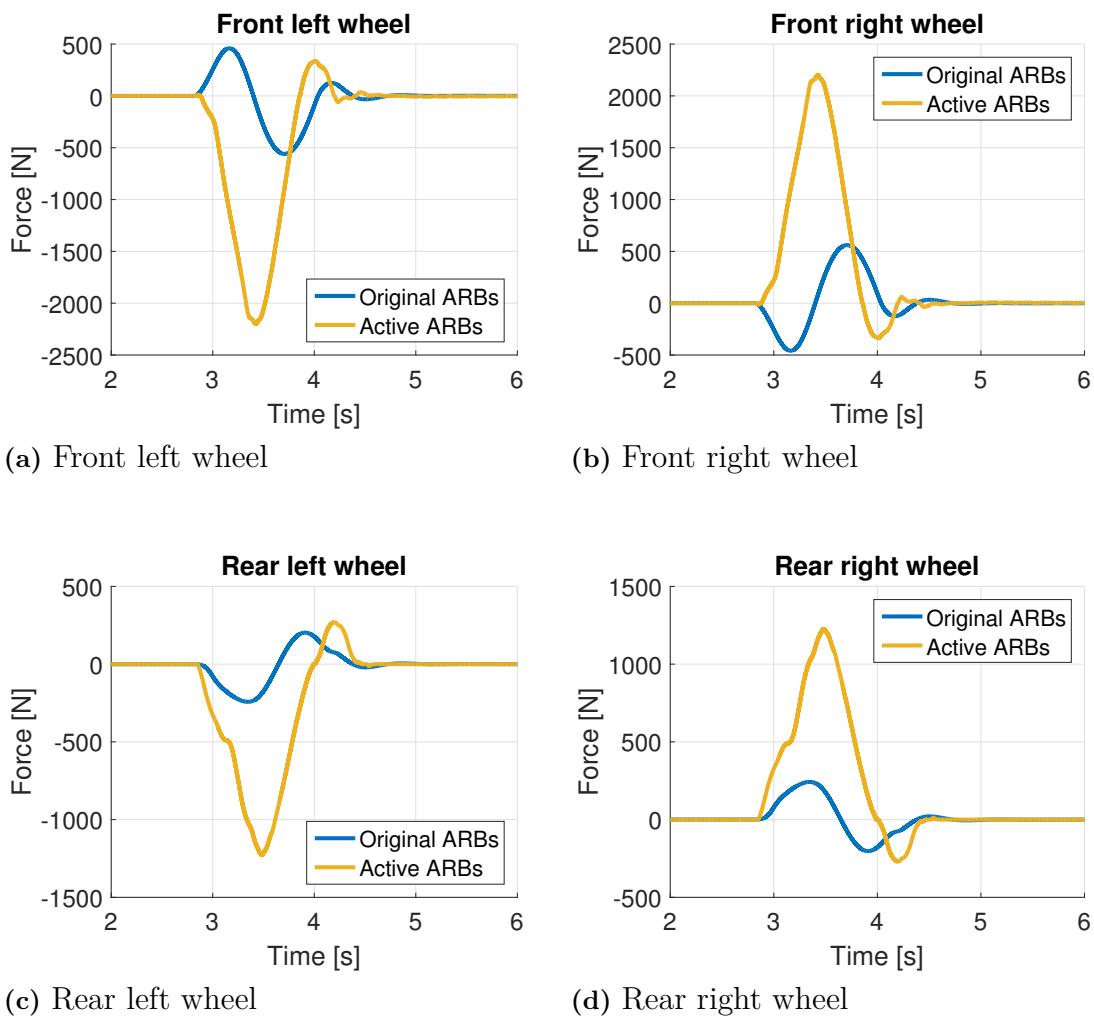 Front left wheel
500
0
-500
-1000
-1500
-2000
-2500
Force [N]
Original ARBs
Active ARBs
2 3 4 5 6
Time [s]
(a) Front left wheel
Front right wheel
2500
2000
1500
1000
500
0
-500
Force [N]
Original ARBs
Active ARBs
2 3 4 5 6
Time [s]
(b) Front right wheel
Rear left wheel
500
0
-500
-1000
-1500
Force [N]
Original ARBs
Active ARBs
2 3 4 5 6
Time [s]
(c) Rear left wheel
Rear right wheel
1500
1000
500
0
-500
Force [N]
Original ARBs
Active ARBs
2 3 4 5 6
Time [s]
(d) Rear right wheel